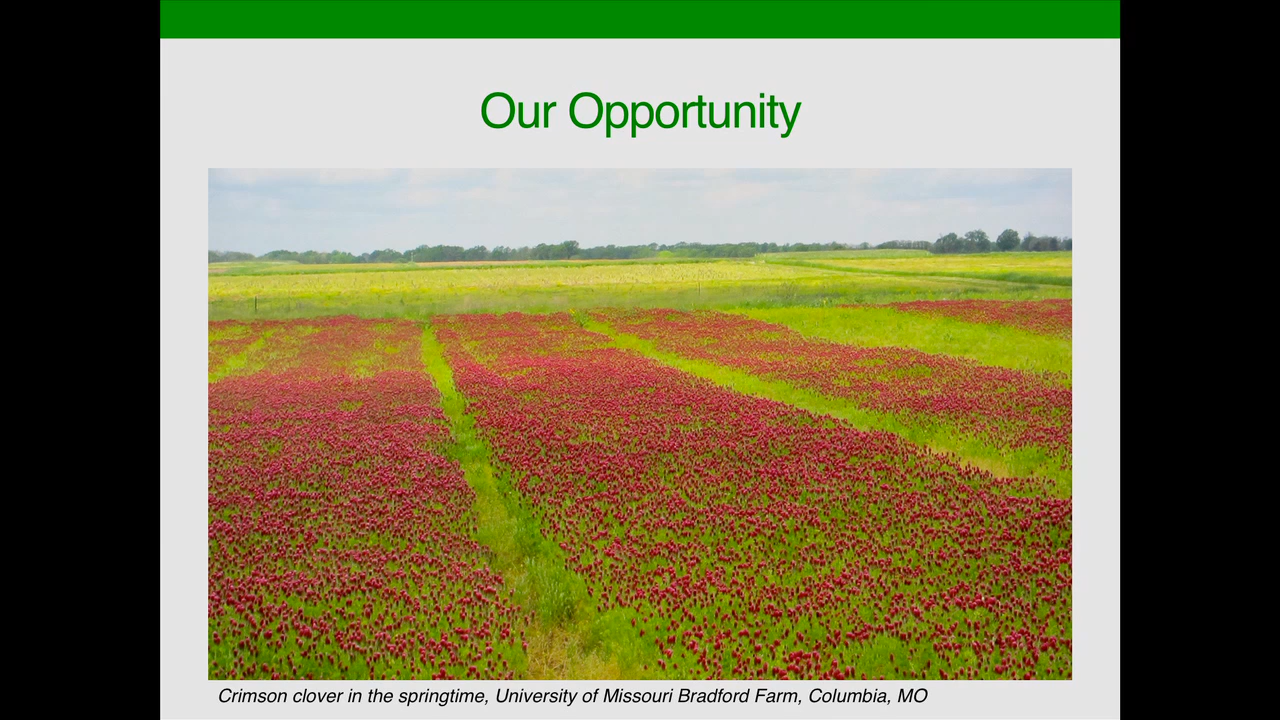 Our Opportunity
Crimson clover in the springtime, University of Missouri Bradford Farm, Columbia, MO